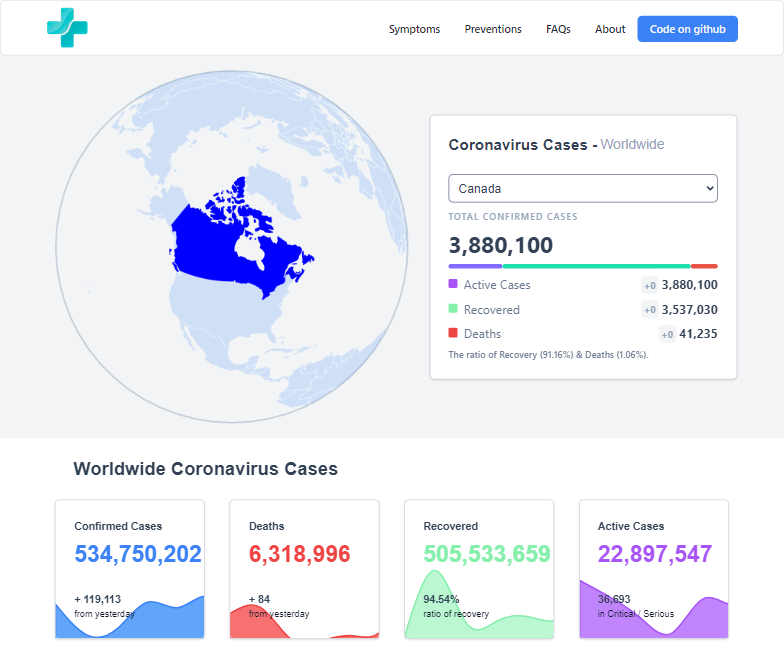 Symptoms Preventions FAQs About Code on github
Coronavirus Cases - Worldwide
Canada
TOTAL CONFIRMED CASES
3,880,100
Active Cases +0 3,880,100
Recovered +0 3,537,030
Deaths +0 41,235
The ratio of Recovery (91.16%) & Deaths (1.06%).
Worldwide Coronavirus Cases
Confirmed Cases
534,750,202
+ 119,113
from yesterday
Deaths
6,318,996
+ 84
from yesterday
Recovered
505,533,659
94.54%
ratio of recovery
Active Cases
22,897,547
36,693
in Critical / Serious